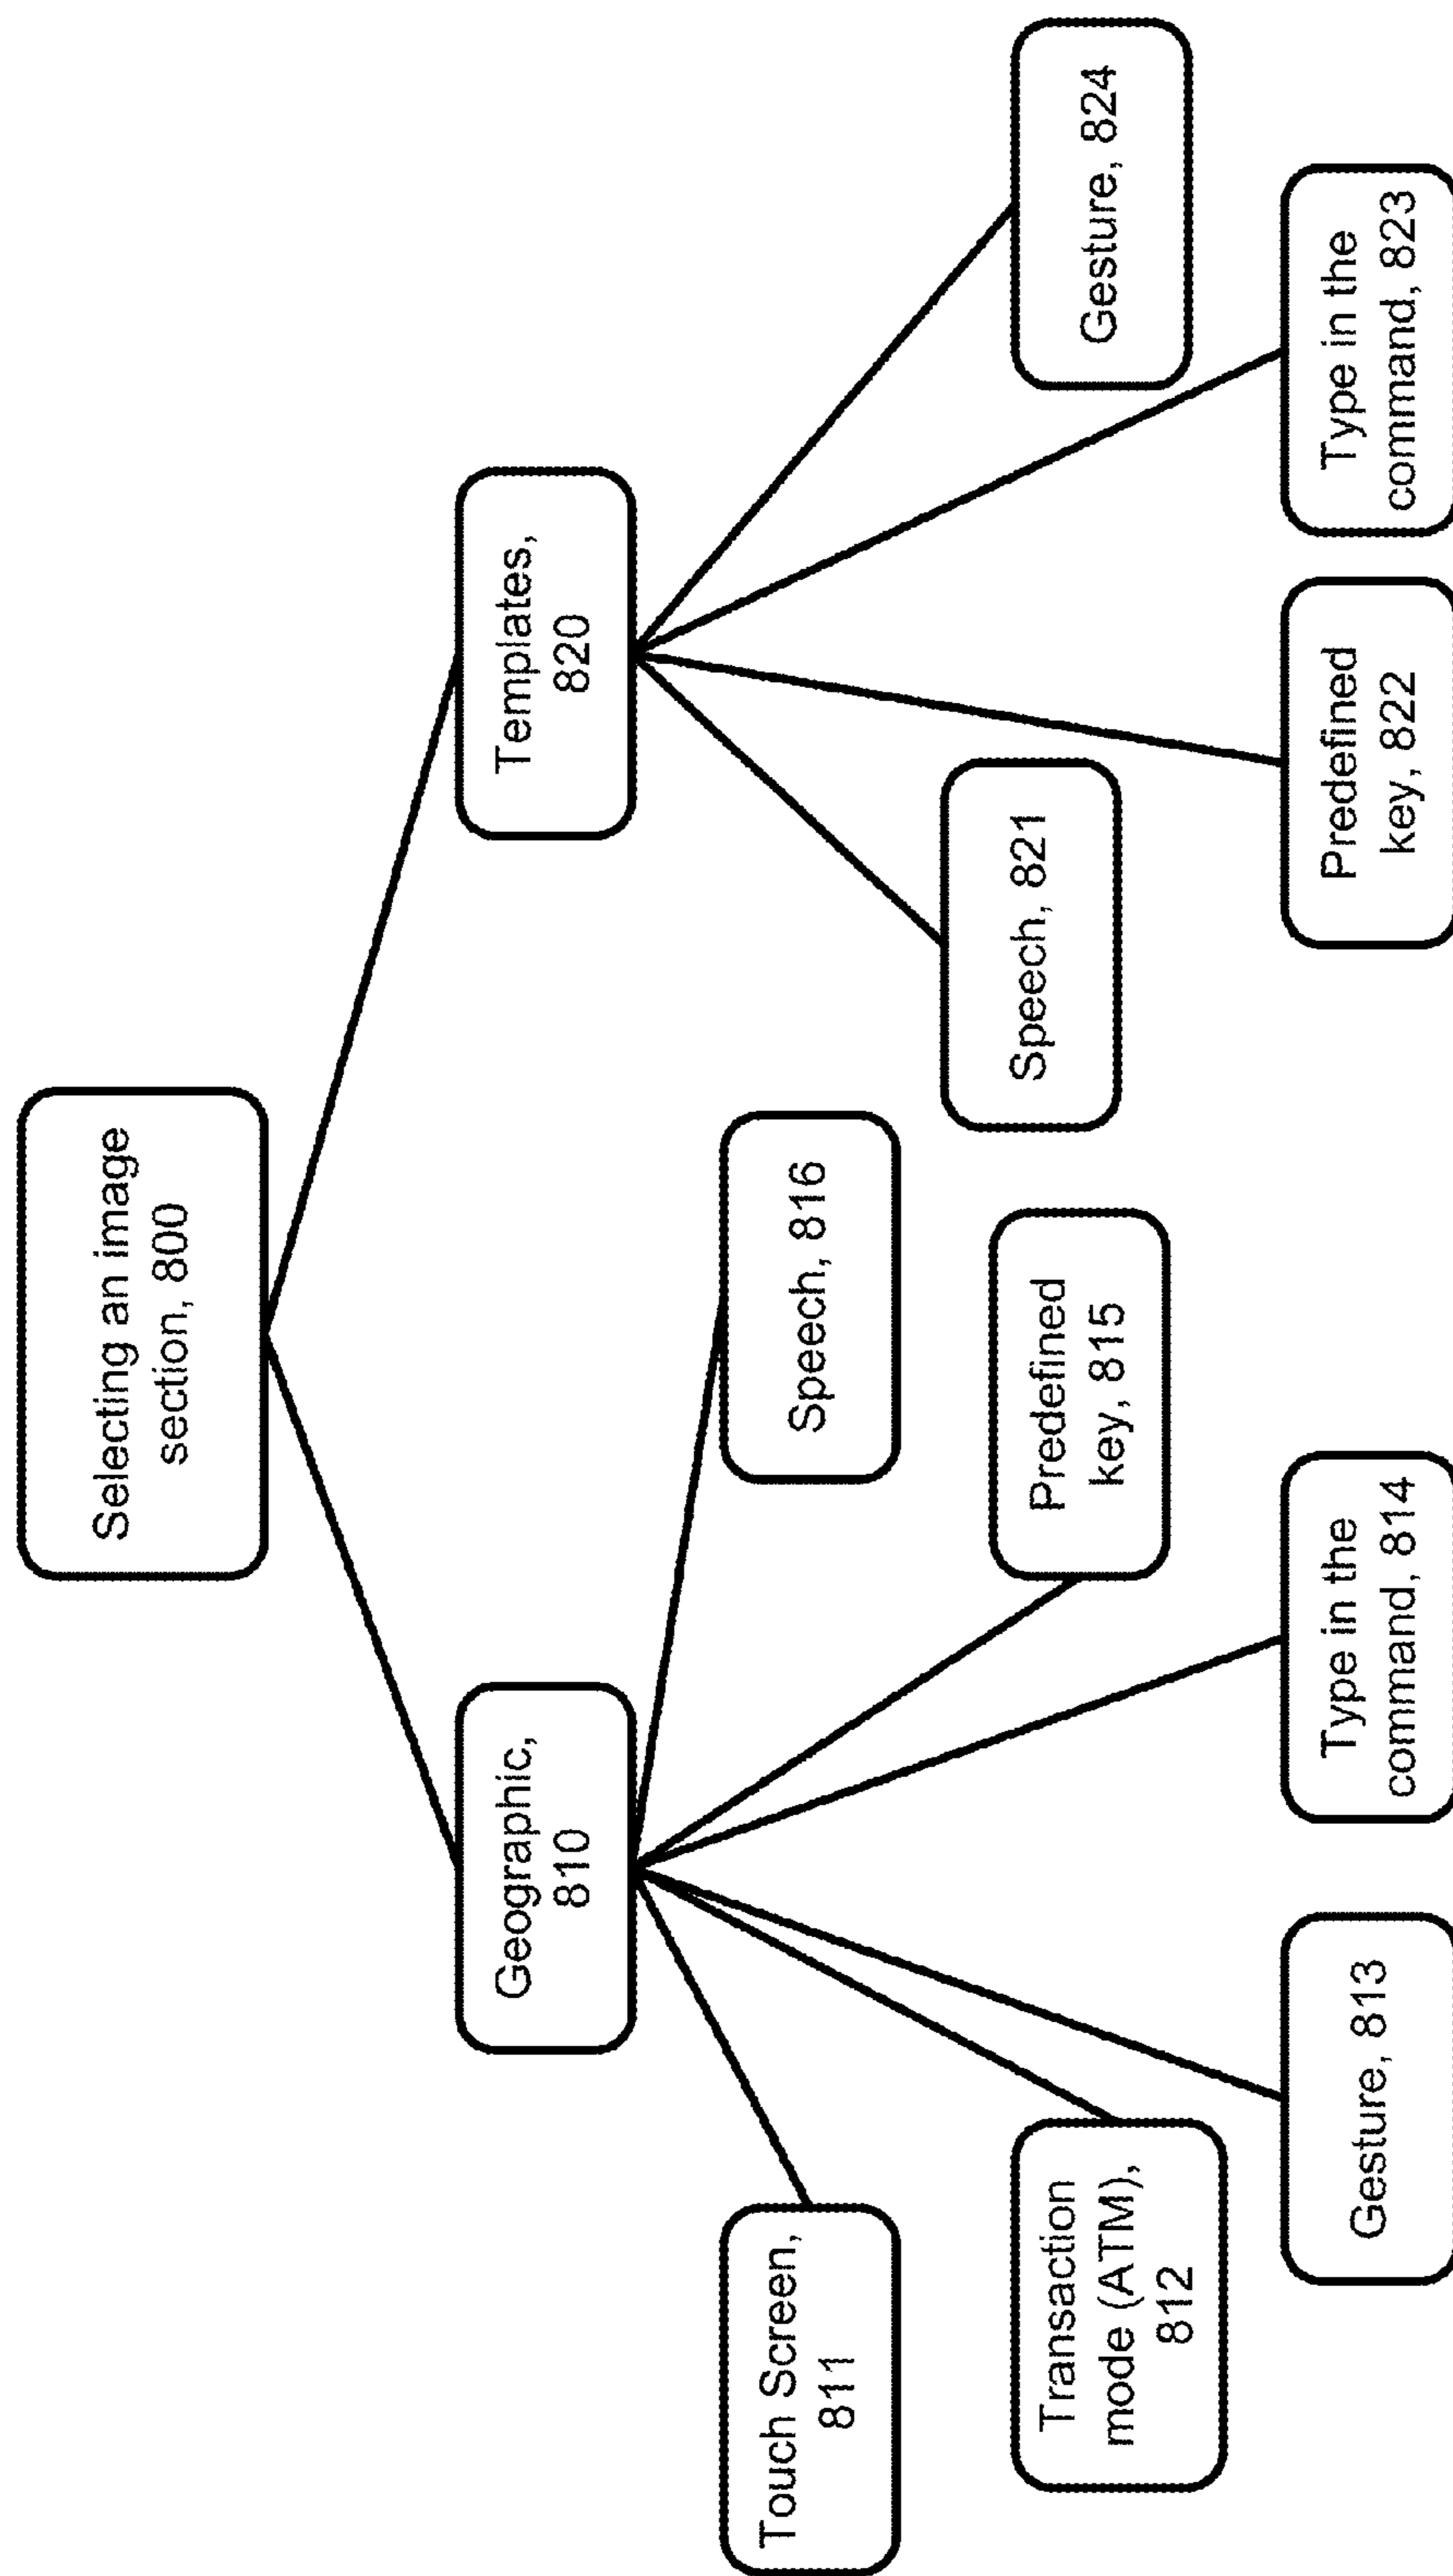 Selecting an image
section, 800
Geographic,
810
Templates,
820
Touch Screen,
811
Transaction
mode (ATM),
812
Gesture, 813
Type in the
command, 814
Predefined
key, 815
Speech, 816
Speech, 821
Predefined
key, 822
Type in the
command, 823
Gesture, 824